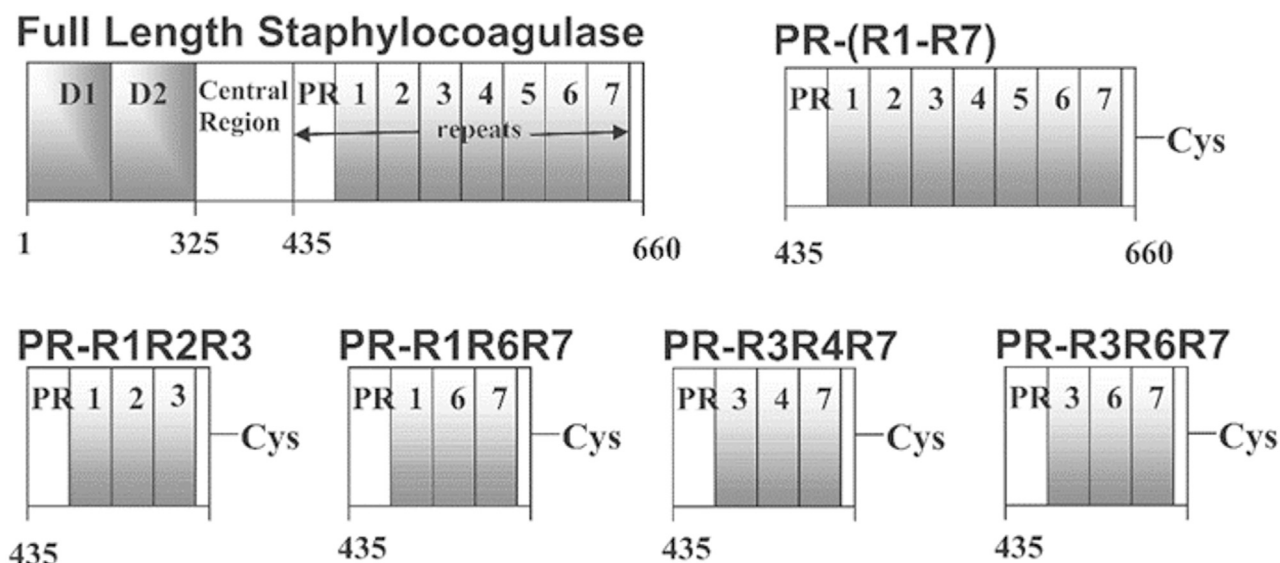 Full Length Staphylocoagulase
D1 D2 Central Region PR 1 2 3 4 5 6 7
repeats
1 325 435 660
PR-(R1-R7)
PR 1 2 3 4 5 6 7
Cys
435 660
PR-R1R2R3
PR 1 2 3
Cys
435
PR-R1R6R7
PR 1 6 7
Cys
435
PR-R3R4R7
PR 3 4 7
Cys
435
PR-R3R6R7
PR 3 6 7
Cys
435